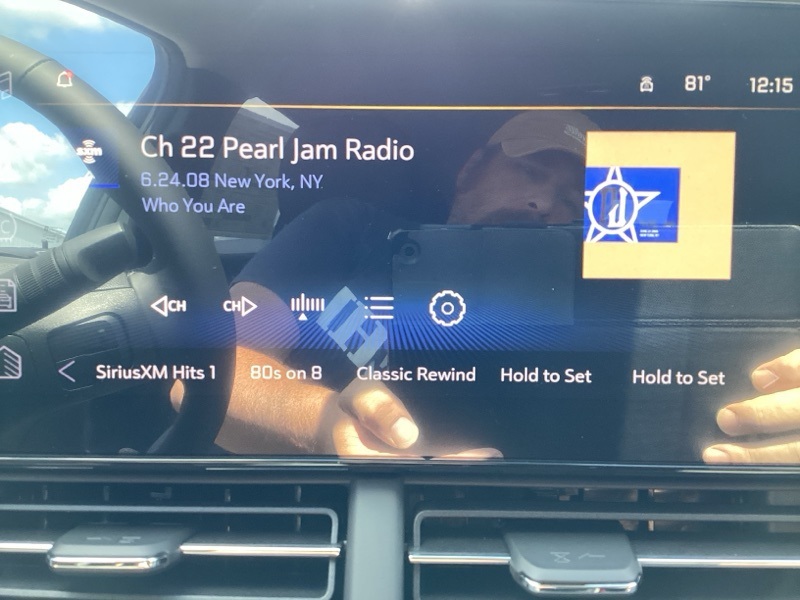 81° 12:15
sxm
Ch 22 Pearl Jam Radio
6.24.08 New York, NY
Who You Are
CH CH
SiriusXM Hits 1 80s on 8 Classic Rewind Hold to Set Hold to Set